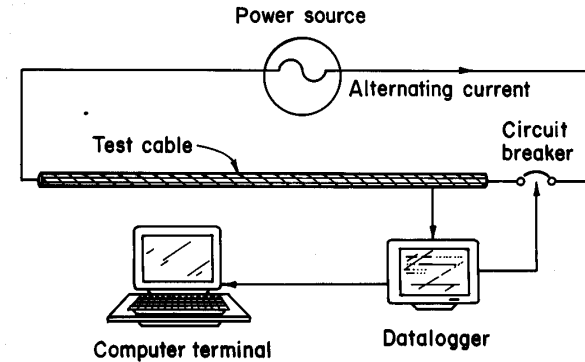 Power source
Alternating current
Circuit
breaker
Test cable
Computer terminal
Datalogger